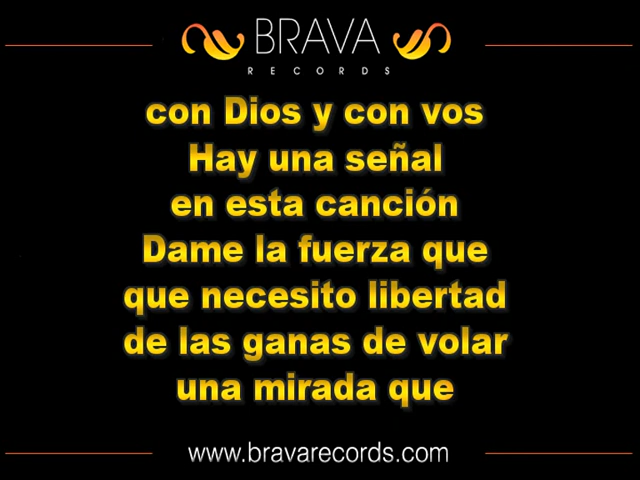 BRAVA
RECORDS
con Dios y con vos
Hay una señal
en esta canción
Dame la fuerza que
que necesito libertad
de las ganas de volar
una mirada que
www.bravarecords.com